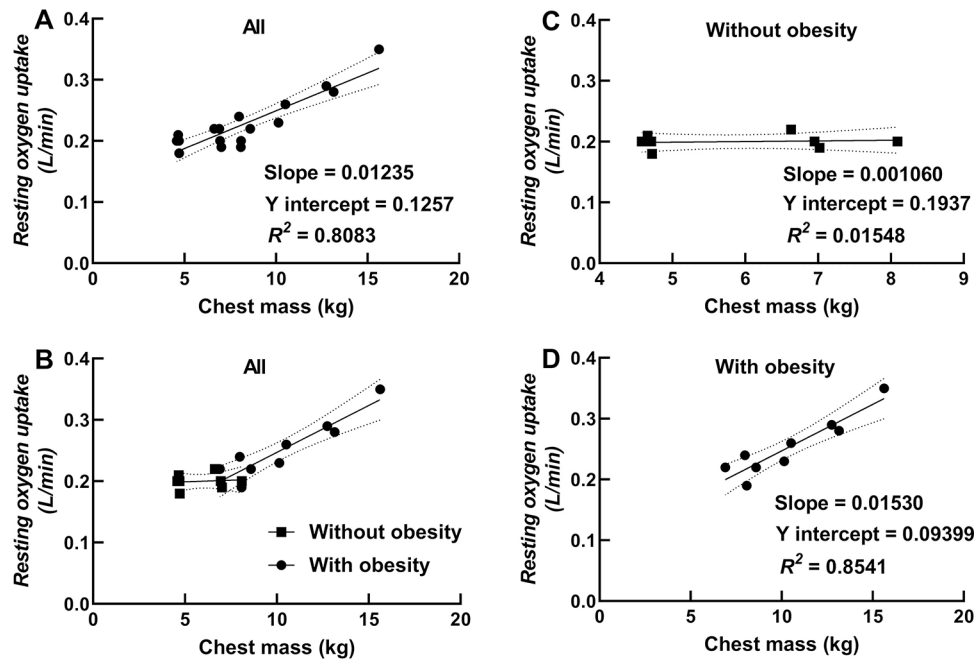 A
All
Resting oxygen uptake
(L/min)
0.4
0.3
0.2
0.1
0.0
Slope = 0.01235
Y intercept = 0.1257
R² = 0.8083
0 5 10 15 20
Chest mass (kg)
C
Without obesity
Resting oxygen uptake
(L/min)
0.4
0.3
0.2
0.1
0.0
Slope = 0.001060
Y intercept = 0.1937
R² = 0.01548
4 5 6 7 8 9
Chest mass (kg)
B
All
Resting oxygen uptake
(L/min)
0.4
0.3
0.2
0.1
0.0
Without obesity
With obesity
0 5 10 15 20
Chest mass (kg)
D
With obesity
Resting oxygen uptake
(L/min)
0.4
0.3
0.2
0.1
0.0
Slope = 0.01530
Y intercept = 0.09399
R² = 0.8541
0 5 10 15 20
Chest mass (kg)